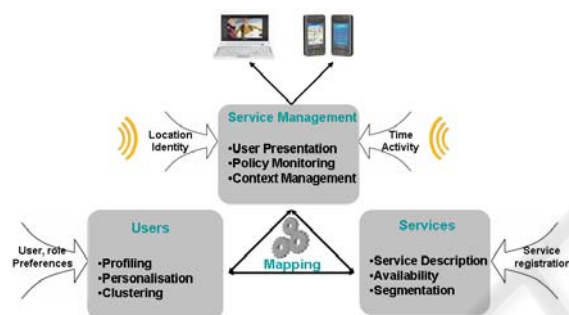 Service Management
Location
Identity
•User Presentation
•Policy Monitoring
•Context Management
Time
Activity
User, role
Preferences
Users
•Profiling
•Personalisation
•Clustering
Mapping
Services
•Service Description
•Availability
•Segmentation
Service
registration